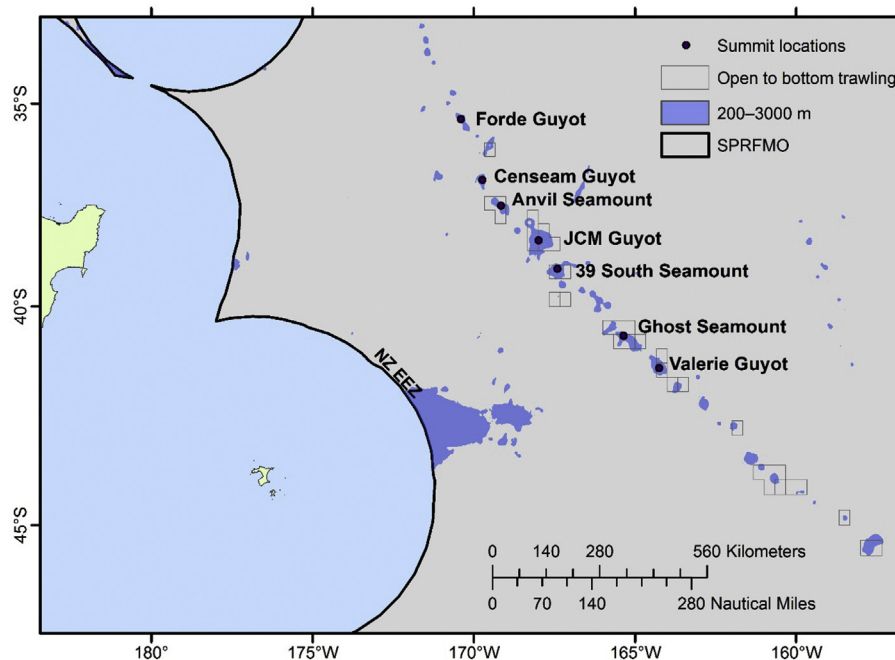 Summit locations
Open to bottom trawling
200–3000 m
SPRFMO
35°S
40°S
45°S
Forde Guyot
Censeam Guyot
Anvil Seamount
JCM Guyot
39 South Seamount
Ghost Seamount
Valerie Guyot
NZ EEZ
0 140 280 560 Kilometers
0 70 140 280 Nautical Miles
180° 175°W 170°W 165°W 160°W